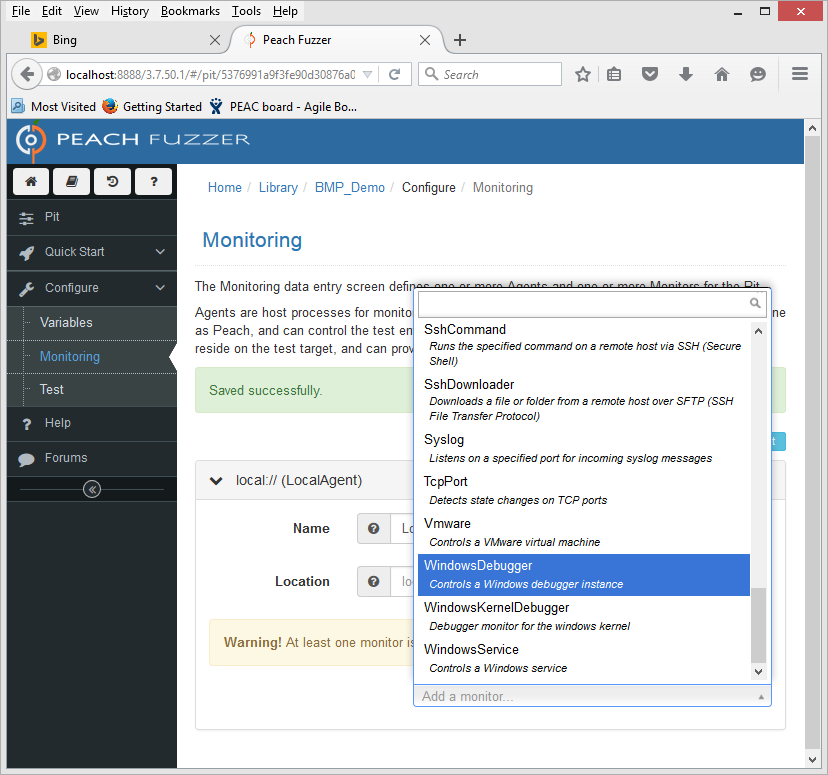 File Edit View History Bookmarks Tools Help
Bing
Peach Fuzzer
localhost:8888/3.7.50.1/#/pit/5376991a9f3fe90d30876a0
Search
Most Visited Getting Started PEAC board - Agile Bo...
PEACH FUZZER
Home / Library / BMP_Demo / Configure / Monitoring
Pit
Quick Start
Configure
Variables
Monitoring
Test
Help
Forums
Monitoring
The Monitoring data entry screen defines one or more Agents and one or more Monitors for the Pit.
Agents are host processes for monitor
ne
as Peach, and can control the test en
reside on the test target, and can prov
Saved successfully.
t
local:// (LocalAgent)
Name
Lo
Location
loc
Warning! At least one monitor is
SshCommand
Runs the specified command on a remote host via SSH (Secure
Shell)
SshDownloader
Downloads a file or folder from a remote host over SFTP (SSH
File Transfer Protocol)
Syslog
Listens on a specified port for incoming syslog messages
TcpPort
Detects state changes on TCP ports
Vmware
Controls a VMware virtual machine
WindowsDebugger
Controls a Windows debugger instance
WindowsKernelDebugger
Debugger monitor for the windows kernel
WindowsService
Controls a Windows service
Add a monitor...